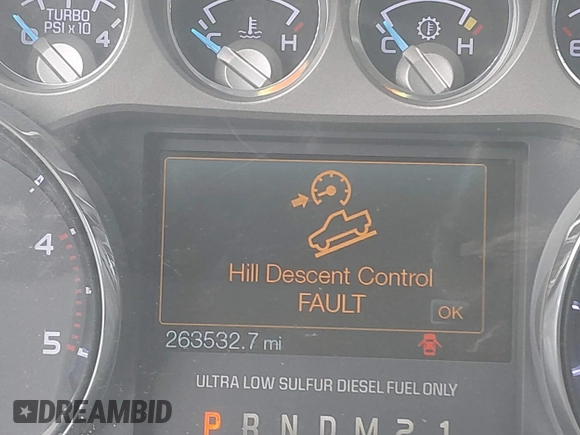 TURBO
PSI x 10
0 4
C H
C H
Hill Descent Control
FAULT
OK
263532.7 mi
4
5
ULTRA LOW SULFUR DIESEL FUEL ONLY
P R N D M 2 1
DREAMBID